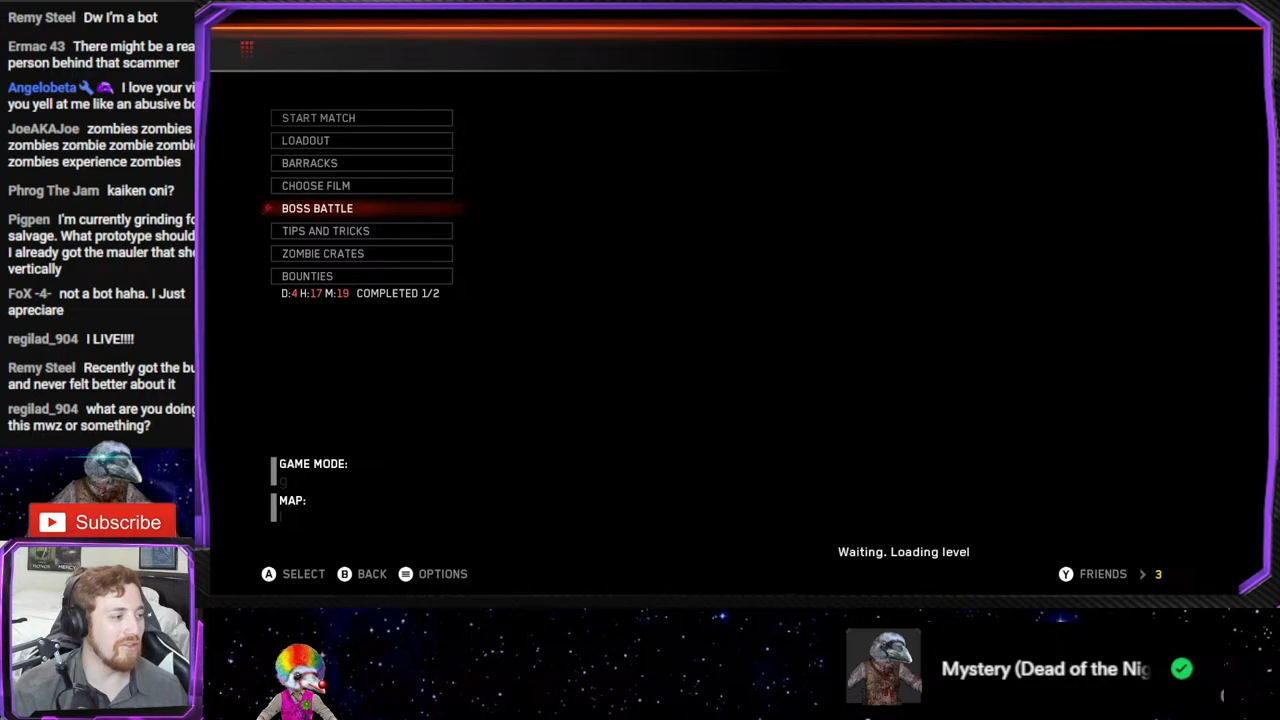 Remy Steel Dw I'm a bot
Ermac 43 There might be a rea
person behind that scammer
Angelobeta I love your vi
you yell at me like an abusive bo
JoeAKAJoe zombies zombies
zombies zombie zombie zombi
zombies experience zombies
Phrog The Jam kaiken oni?
Pigpen I'm currently grinding fo
salvage. What prototype should
I already got the mauler that sho
vertically
FoX -4- not a bot haha. I Just
apreciare
regilad_904 I LIVE!!!!
Remy Steel Recently got the bu
and never felt better about it
regilad_904 what are you doing
this mwz or something?
Subscribe
HONOR
MERCY
START MATCH
LOADOUT
BARRACKS
CHOOSE FILM
BOSS BATTLE
TIPS AND TRICKS
ZOMBIE CRATES
BOUNTIES
D:4 H:17 M:19 COMPLETED 1/2
GAME MODE:
g
MAP:
Waiting. Loading level
A SELECT B BACK OPTIONS
Y FRIENDS > 3
Mystery (Dead of the Nig